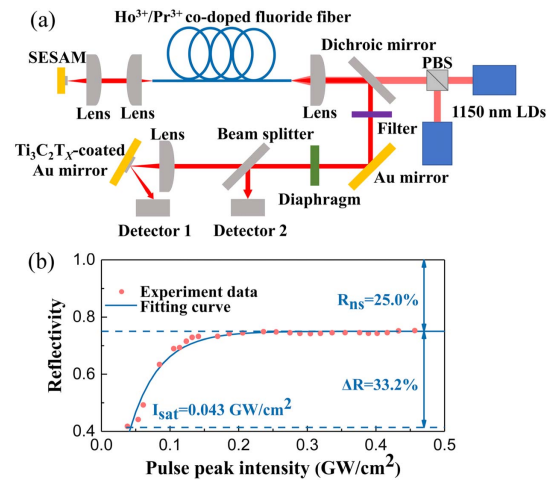 (a)
Ho³⁺/Pr³⁺ co-doped fluoride fiber
Dichroic mirror
PBS
SESAM
Lens
Lens
Lens
1150 nm LDs
Filter
Lens
Beam splitter
Ti₃C₂Tₓ-coated
Au mirror
Au mirror
Diaphragm
Detector 1
Detector 2
(b)
1.0
0.8
0.6
0.4
Reflectivity
Experiment data
Fitting curve
Rₙₛ=25.0%
ΔR=33.2%
Iₛₐₜ=0.043 GW/cm²
0.0
0.1
0.2
0.3
0.4
0.5
Pulse peak intensity (GW/cm²)